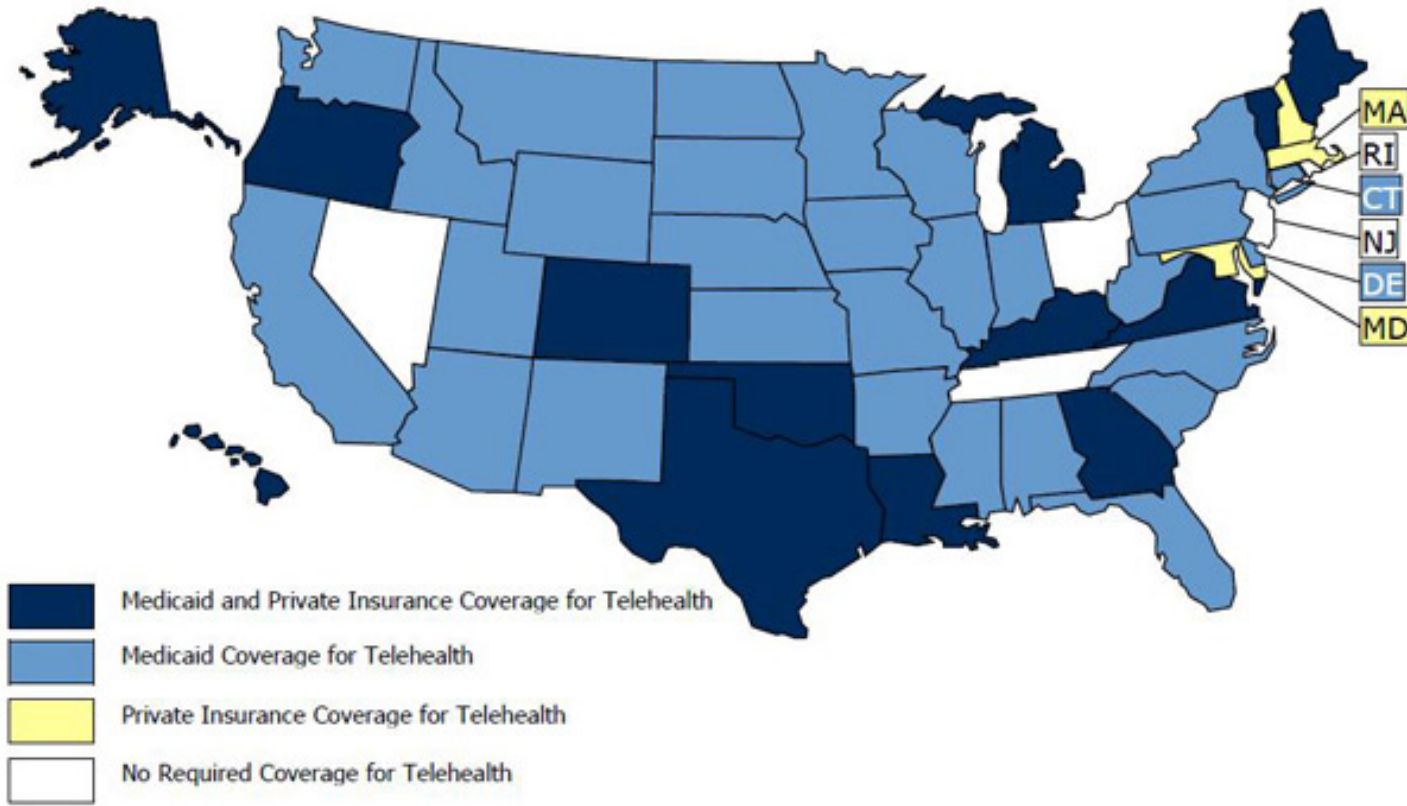 MA
RI
CT
NJ
DE
MD
Medicaid and Private Insurance Coverage for Telehealth
Medicaid Coverage for Telehealth
Private Insurance Coverage for Telehealth
No Required Coverage for Telehealth